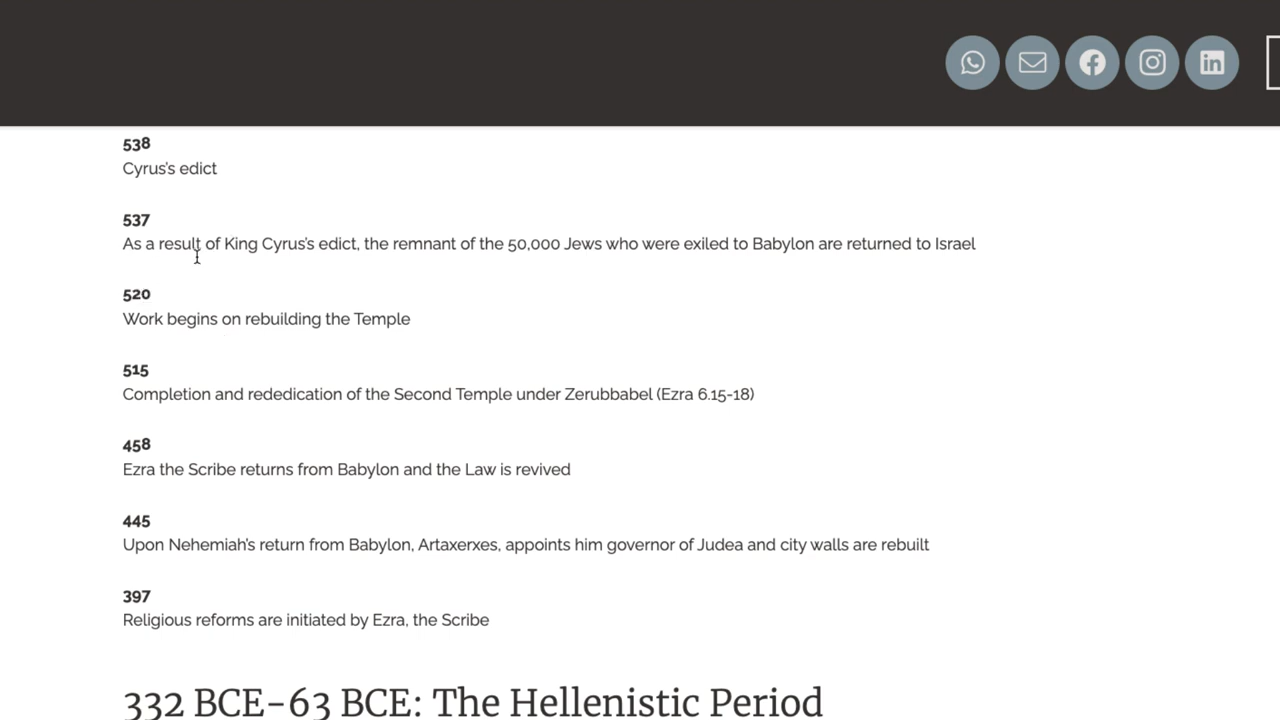 538
Cyrus's edict
537
As a result of King Cyrus's edict, the remnant of the 50,000 Jews who were exiled to Babylon are returned to Israel
520
Work begins on rebuilding the Temple
515
Completion and rededication of the Second Temple under Zerubbabel (Ezra 6.15-18)
458
Ezra the Scribe returns from Babylon and the Law is revived
445
Upon Nehemiah's return from Babylon, Artaxerxes, appoints him governor of Judea and city walls are rebuilt
397
Religious reforms are initiated by Ezra, the Scribe
332 BCE-63 BCE: The Hellenistic Period